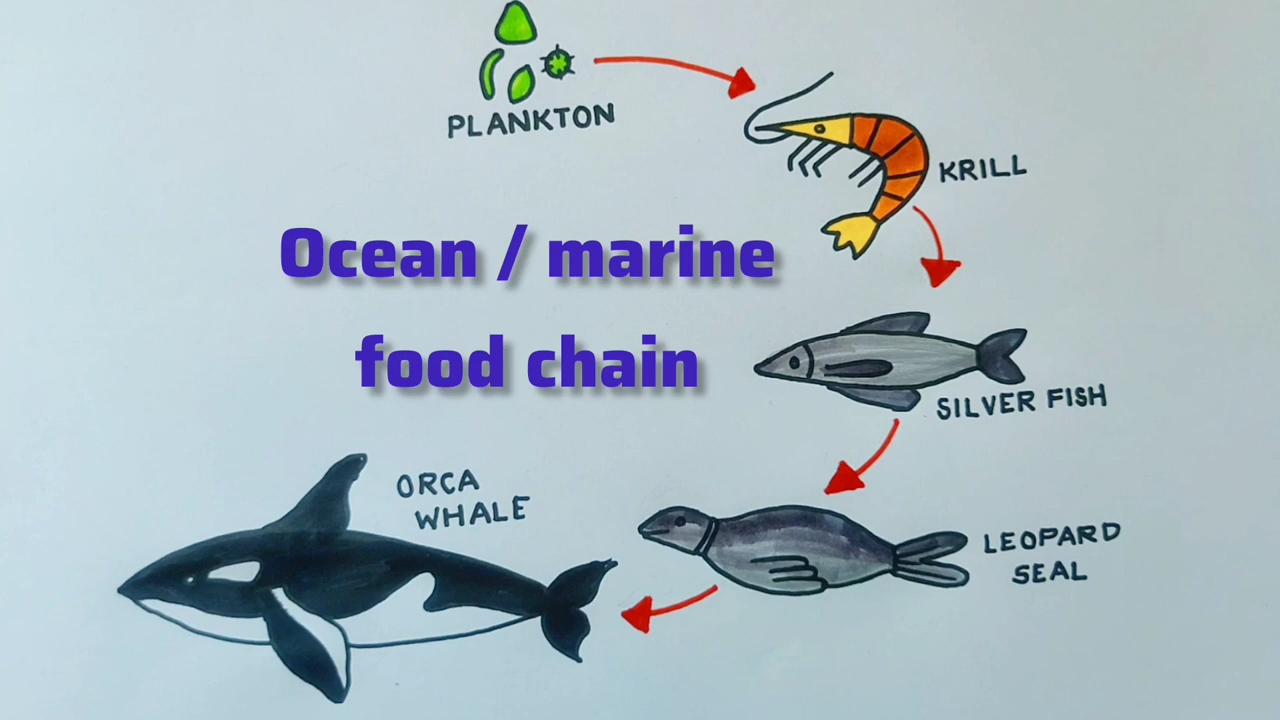 PLANKTON
KRILL
Ocean / marine
food chain
SILVER FISH
ORCA
WHALE
LEOPARD
SEAL